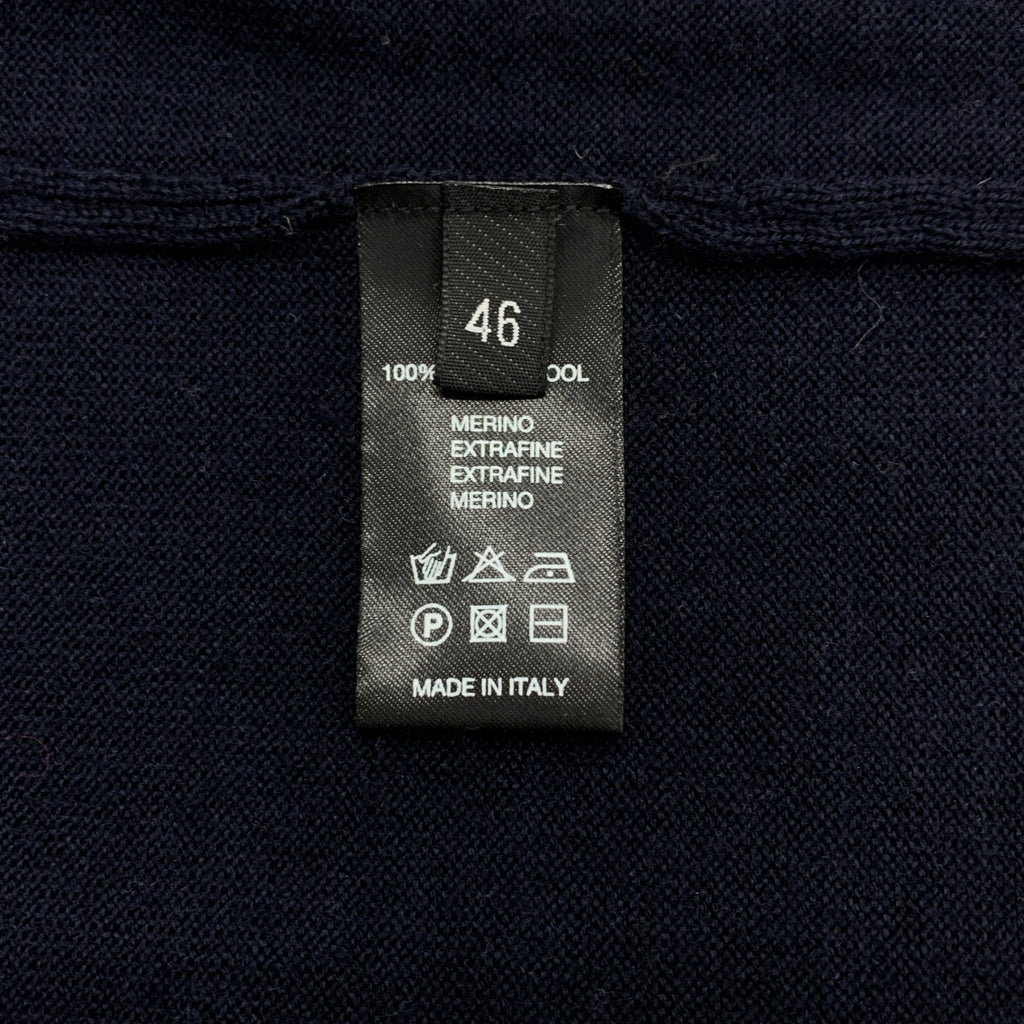 46
100% OOL
MERINO
EXTRAFINE
EXTRAFINE
MERINO
P
MADE IN ITALY